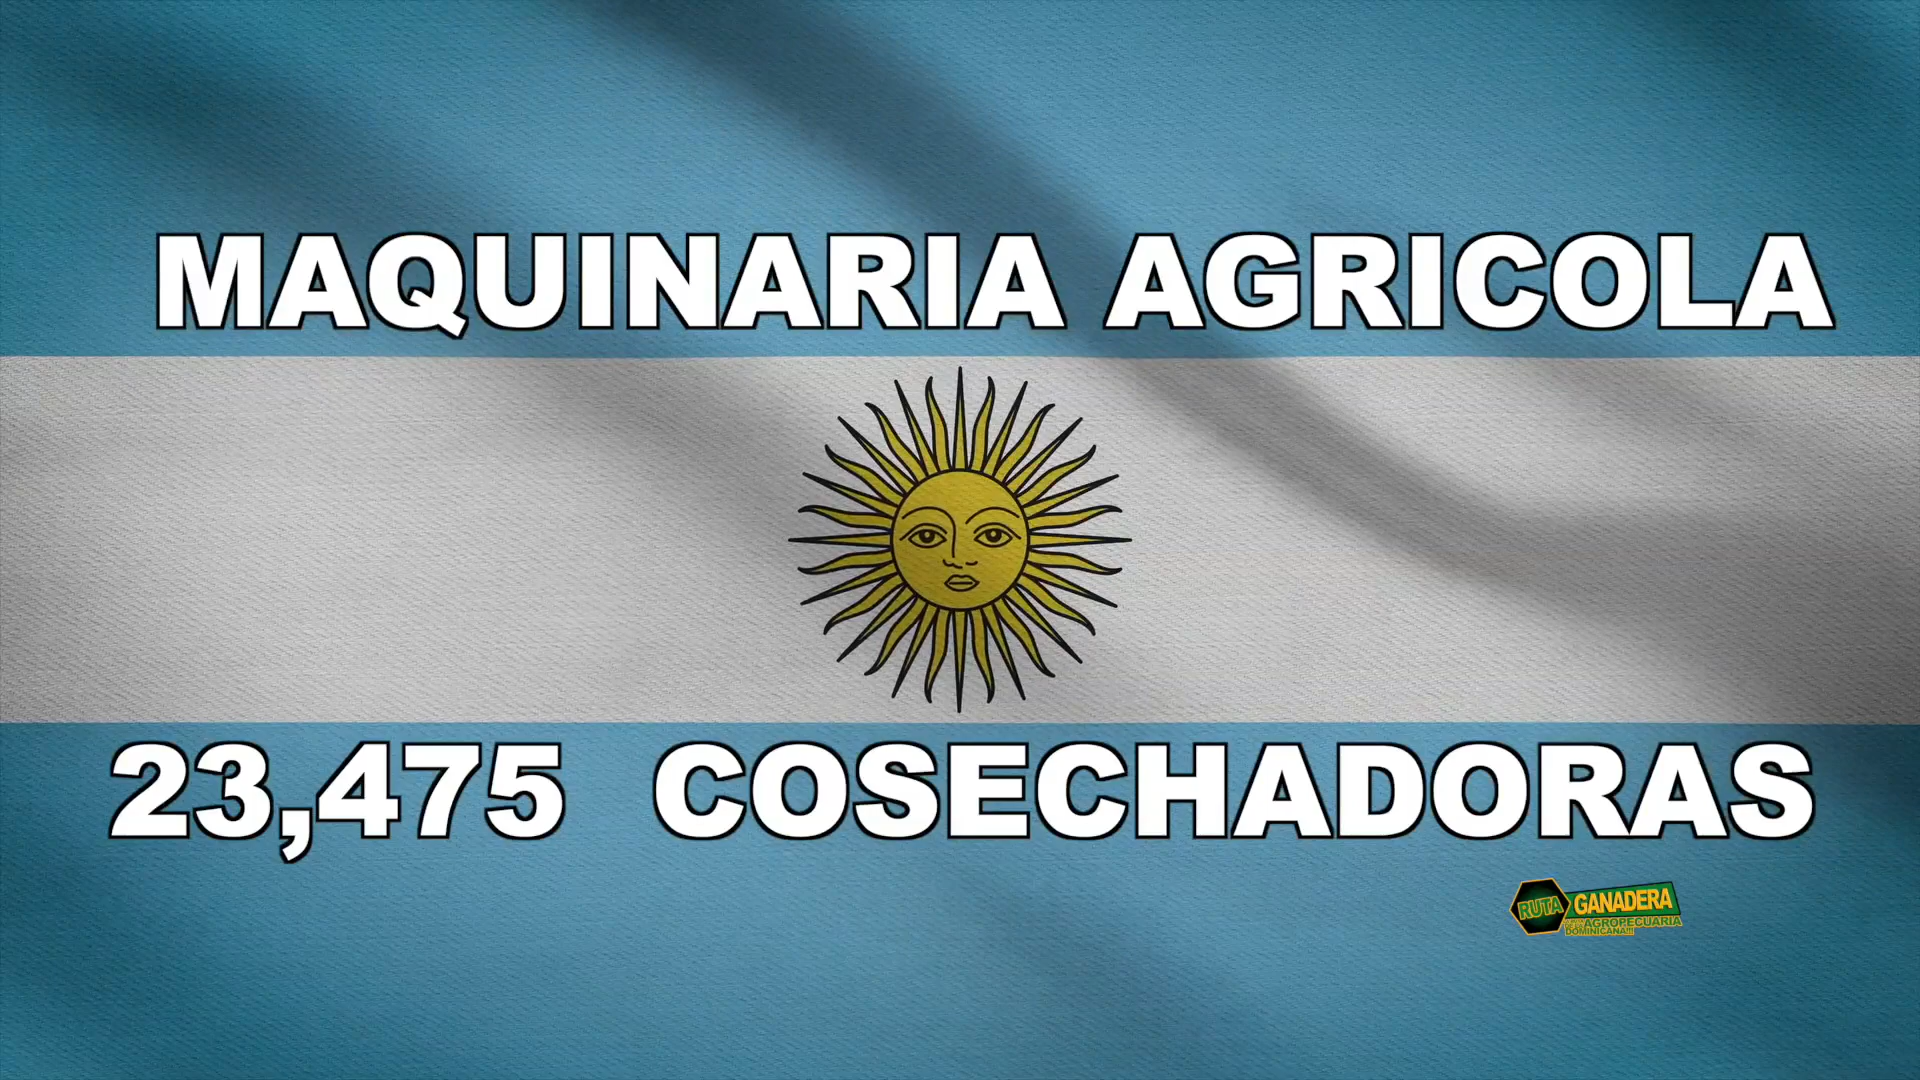 MAQUINARIA AGRICOLA
23,475 COSECHADORAS
RUTA GANADERA
AGROPECUARIA
DOMINICANA!!!